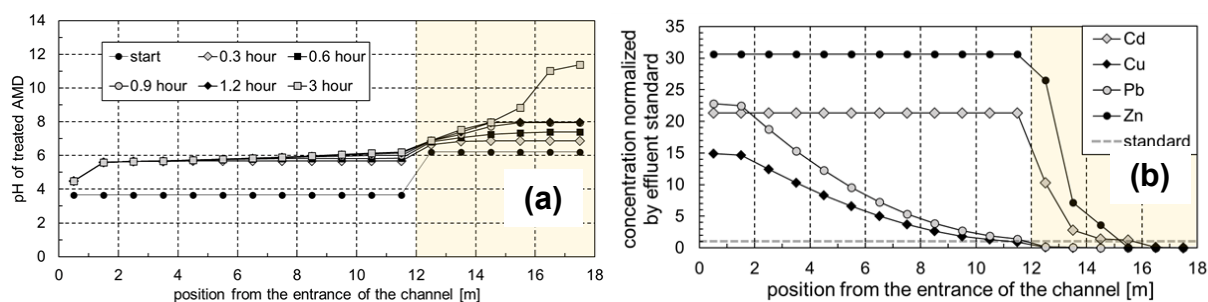 14
12
10
8
6
4
2
0
pH of treated AMD
start
0.3 hour
0.6 hour
0.9 hour
1.2 hour
3 hour
(a)
0 2 4 6 8 10 12 14 16 18
position from the entrance of the channel [m]
35
30
25
20
15
10
5
0
concentration normalized
by effluent standard
Cd
Cu
Pb
Zn
standard
(b)
0 2 4 6 8 10 12 14 16 18
position from the entrance of the channel [m]